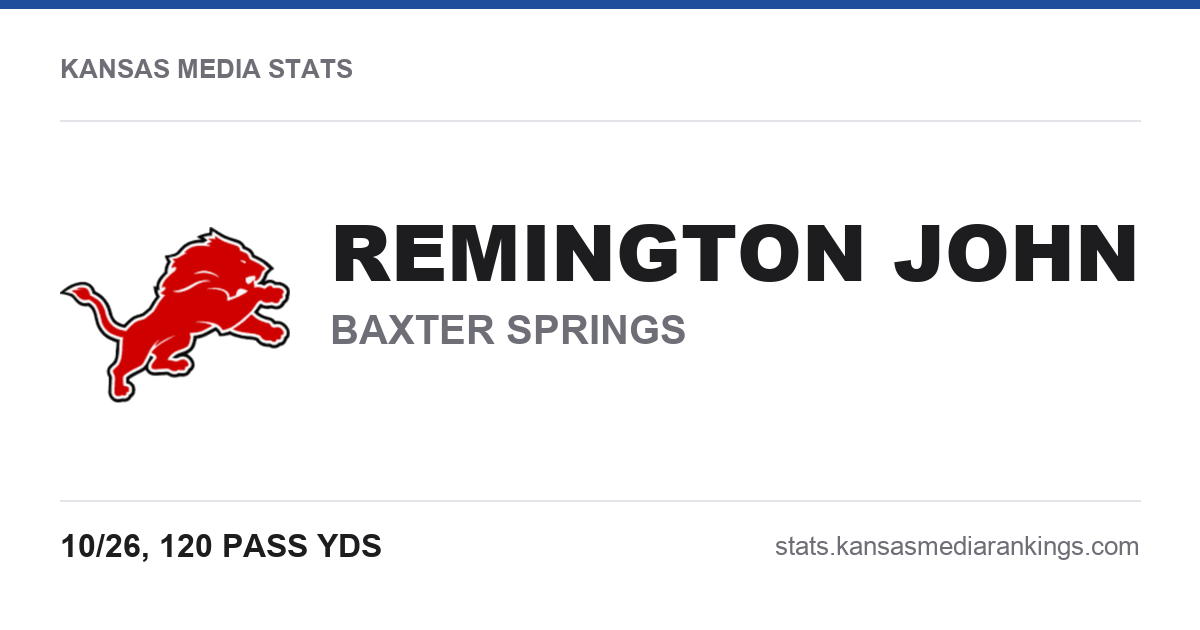 KANSAS MEDIA STATS
REMINGTON JOHN
BAXTER SPRINGS
10/26, 120 PASS YDS
stats.kansasmediarankings.com